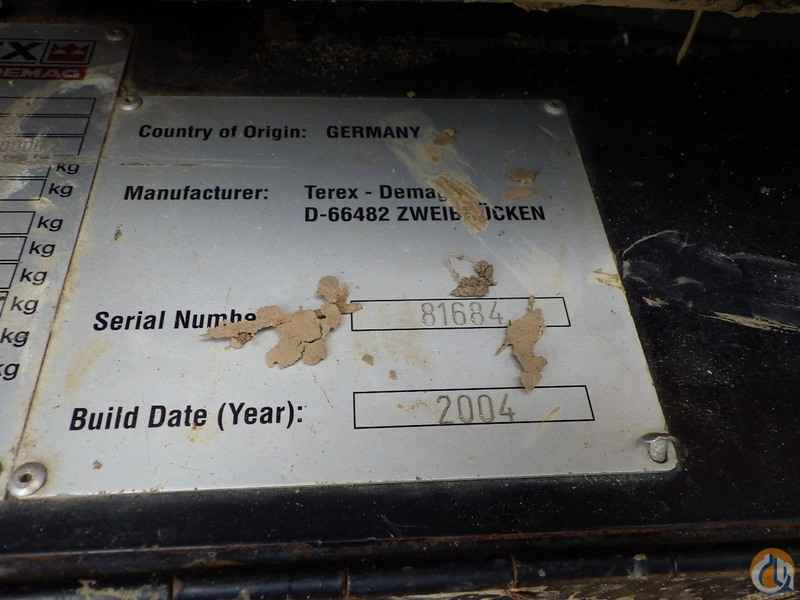 DEMAG
kg
kg
kg
kg
kg
kg
kg
kg
Country of Origin: GERMANY
Manufacturer: Terex - Demag
D-66482 ZWEIBRÜCKEN
Serial Number 81684
Build Date (Year): 2004